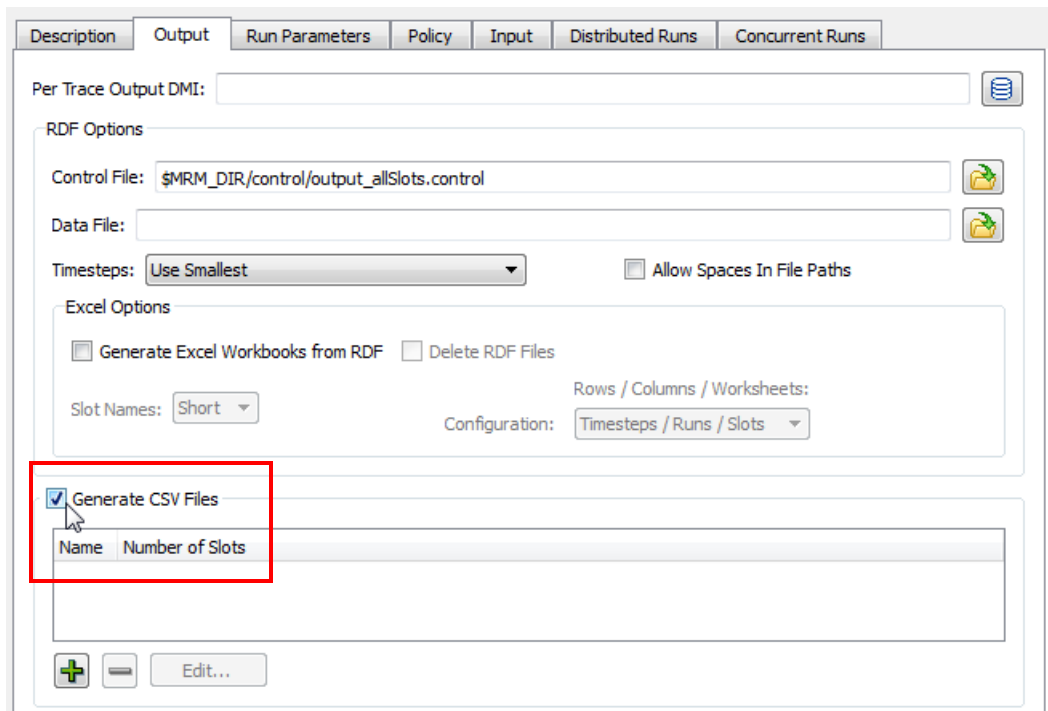 Description Output Run Parameters Policy Input Distributed Runs Concurrent Runs
Per Trace Output DMI:
RDF Options
Control File: $MRM_DIR/control/output_allSlots.control
Data File:
Timesteps: Use Smallest Allow Spaces In File Paths
Excel Options
Generate Excel Workbooks from RDF Delete RDF Files
Rows / Columns / Worksheets:
Slot Names: Short Configuration: Timesteps / Runs / Slots
Generate CSV Files
Name Number of Slots
Edit...